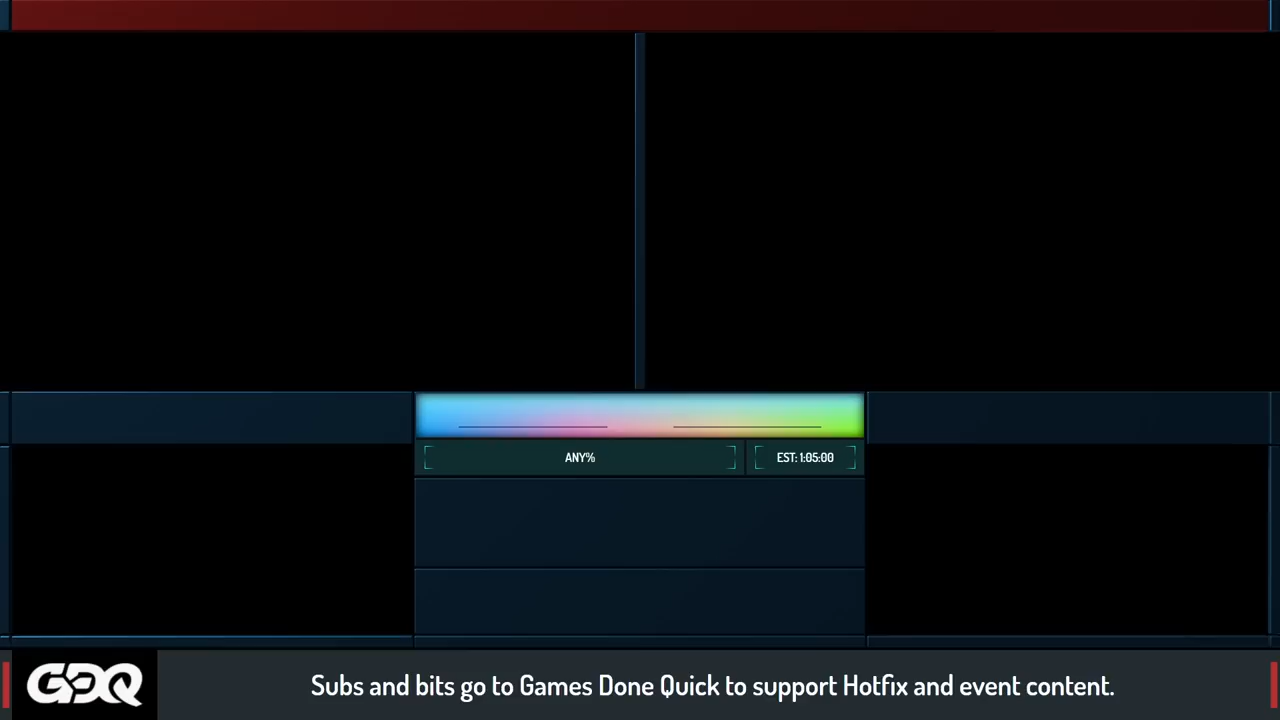 ANY%
EST: 1:05:00
GDQ
Subs and bits go to Games Done Quick to support Hotfix and event content.